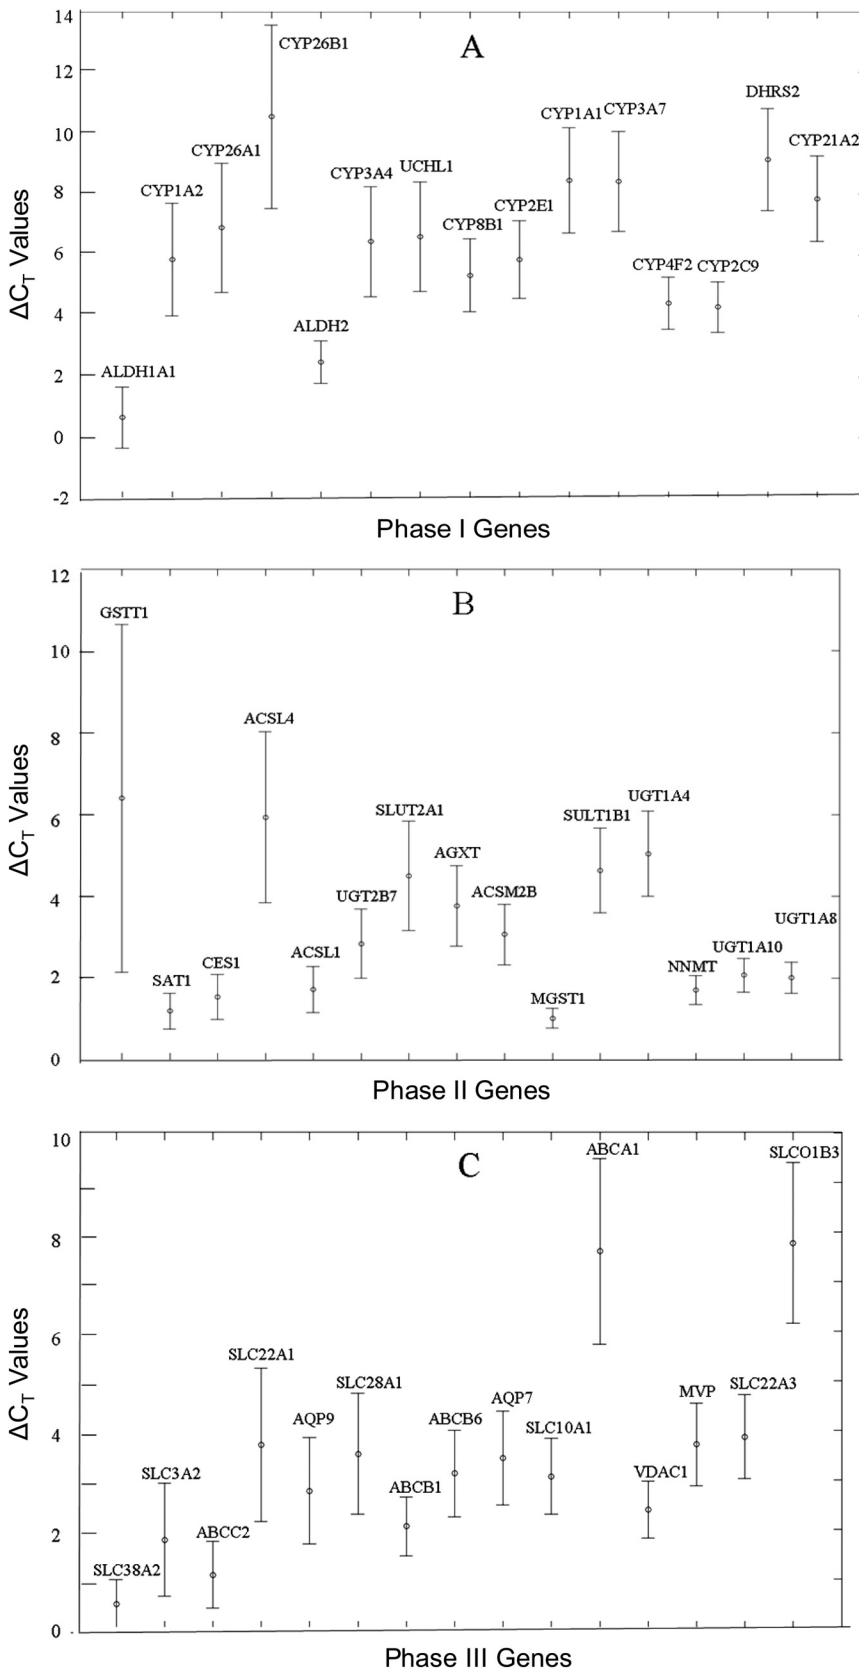 14
A
CYP26B1
12
DHRS2
CYP1A1
CYP3A7
10
CYP26A1
CYP3A4
UCHL1
CYP21A2
8
CYP1A2
CYP2E1
CYP8B1
6
CYP4F2
CYP2C9
4
ALDH2
2
ALDH1A1
0
-2
ΔCT Values
Phase I Genes
12
B
GSTT1
10
ACSL4
8
SLUT2A1
SULT1B1
UGT1A4
6
AGXT
UGT2B7
ACSM2B
4
UGT1A8
ACSL1
UGT1A10
CES1
NNMT
SAT1
2
MGST1
0
ΔCT Values
Phase II Genes
10
C
ABCA1
SLCO1B3
8
6
SLC22A1
SLC28A1
MVP
SLC22A3
AQP9
ABCB6
AQP7
SLC10A1
4
SLC3A2
ABCB1
VDAC1
ABCC2
2
SLC38A2
0
ΔCT Values
Phase III Genes